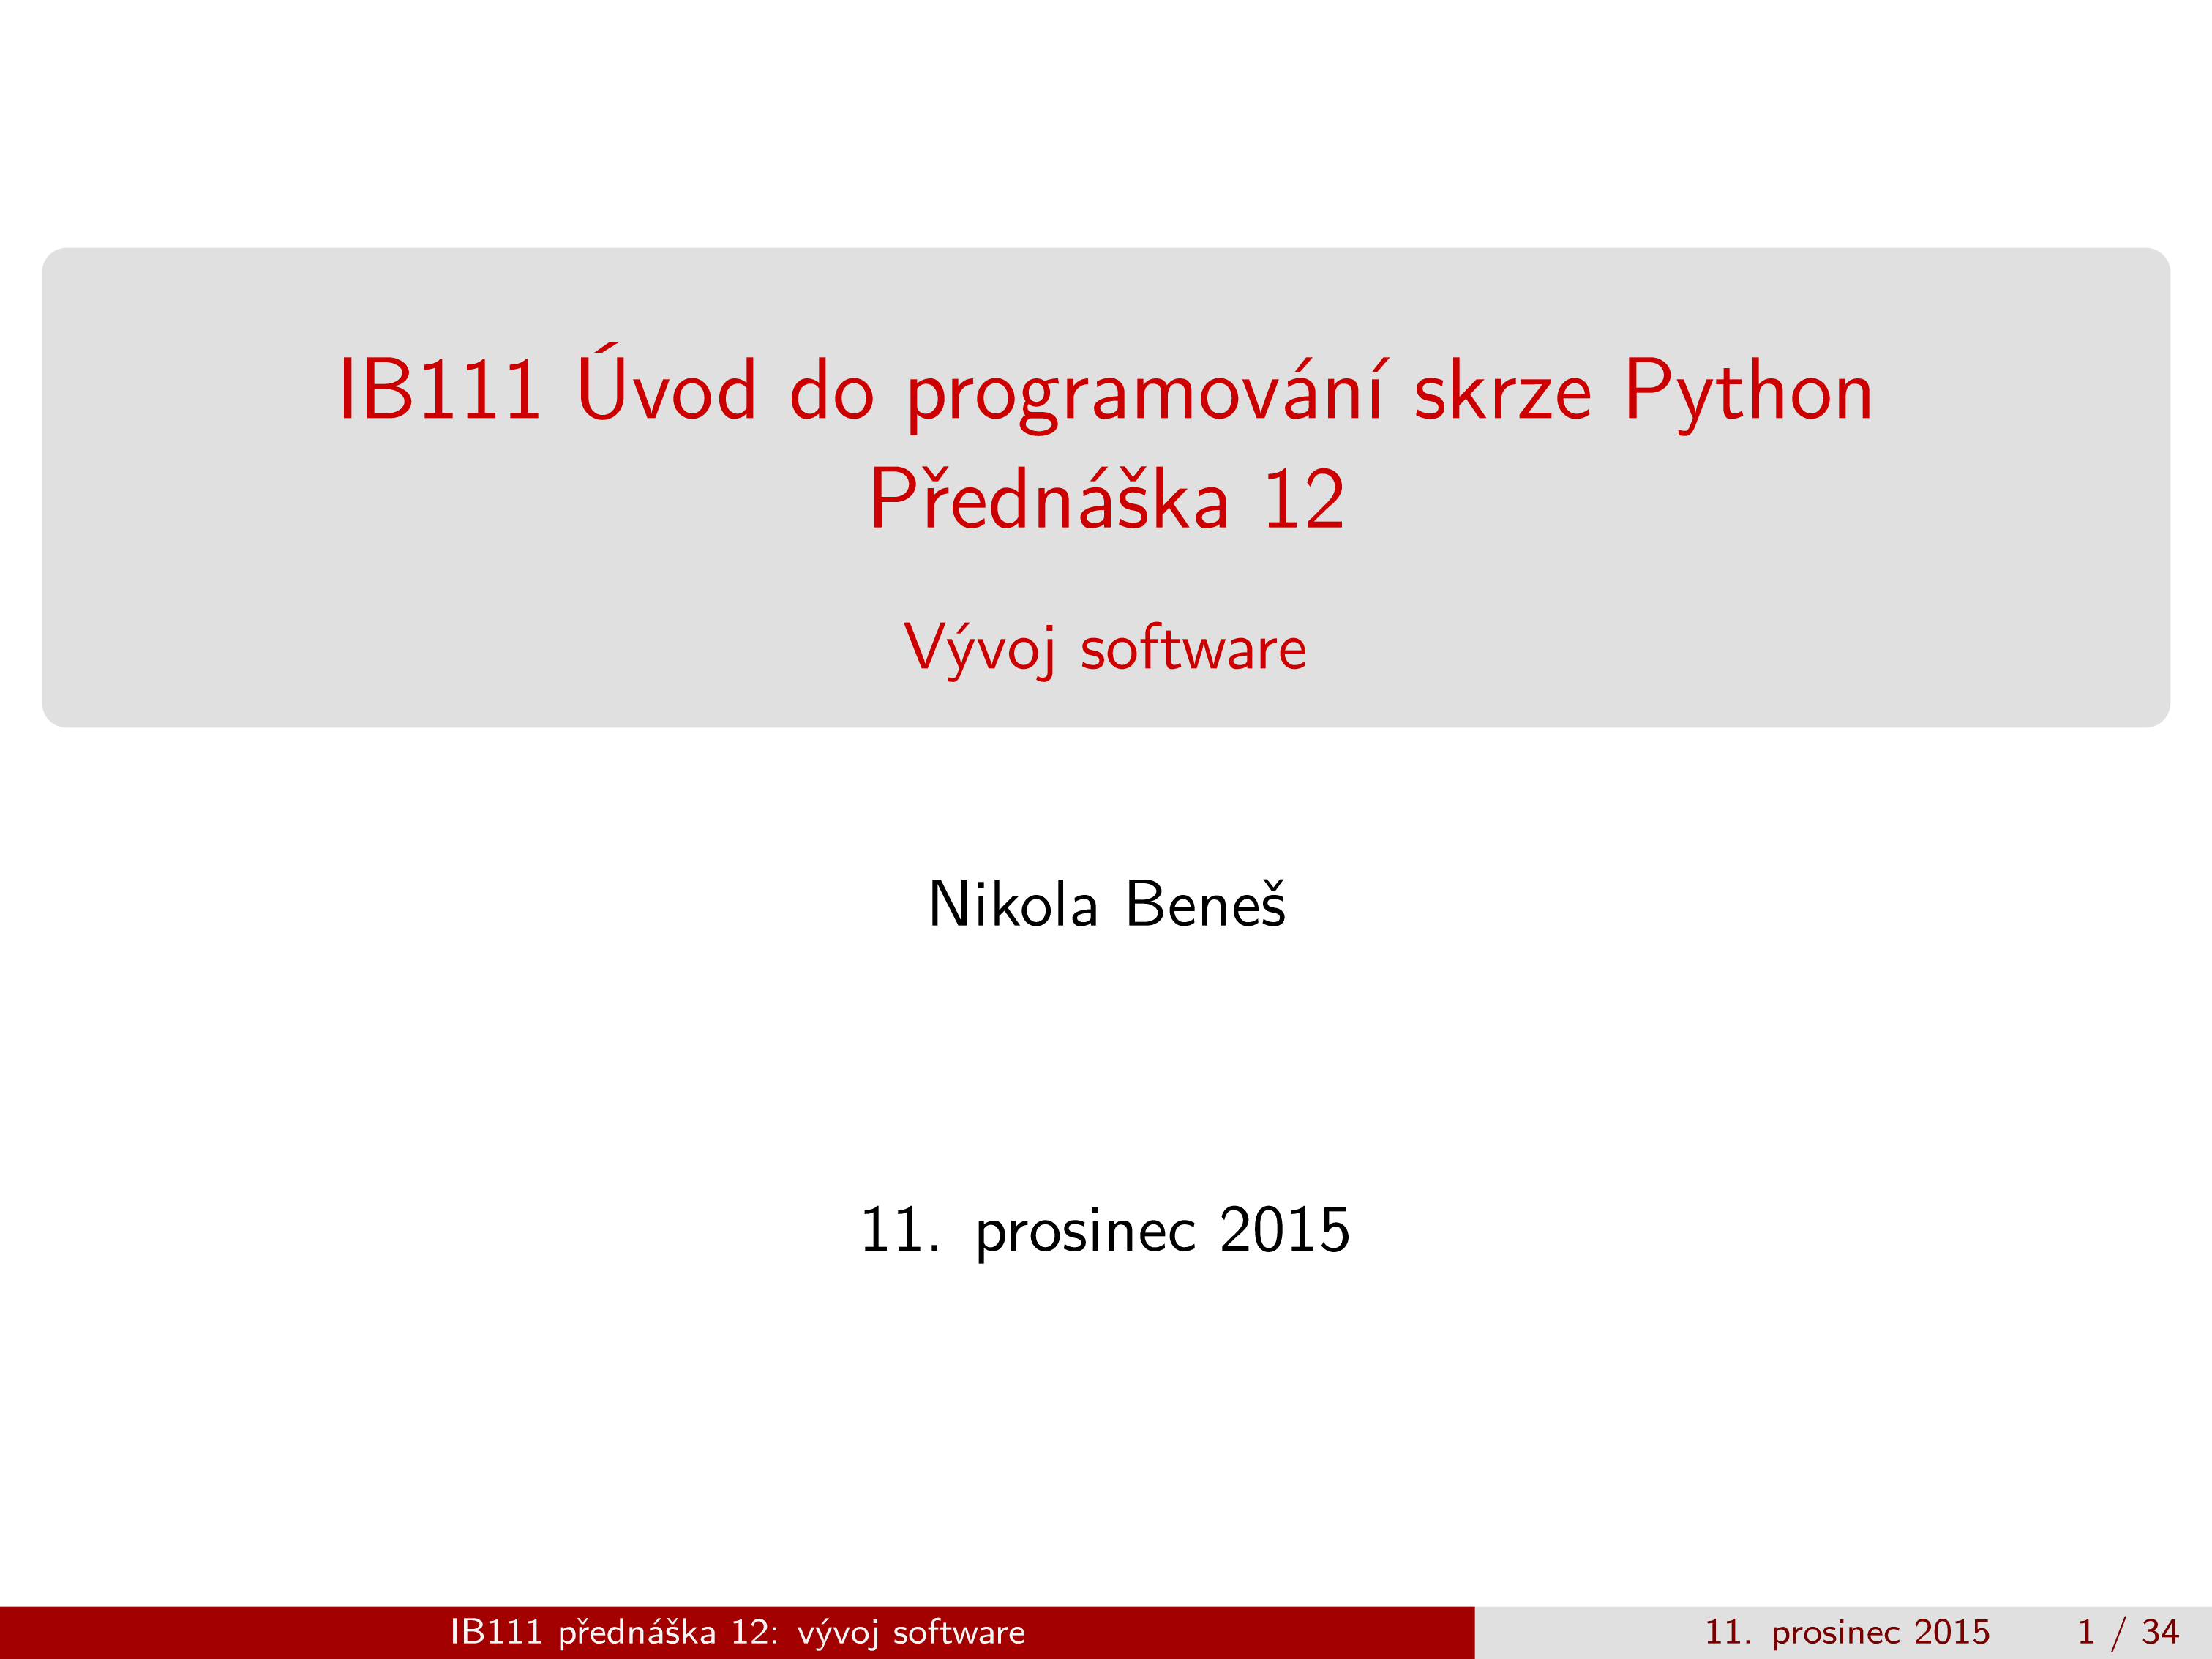 IB111 Úvod do programování skrze Python
Přednáška 12
Vývoj software
Nikola Beneš
11. prosinec 2015
IB111 přednáška 12: vývoj software
11. prosinec 2015 1 / 34